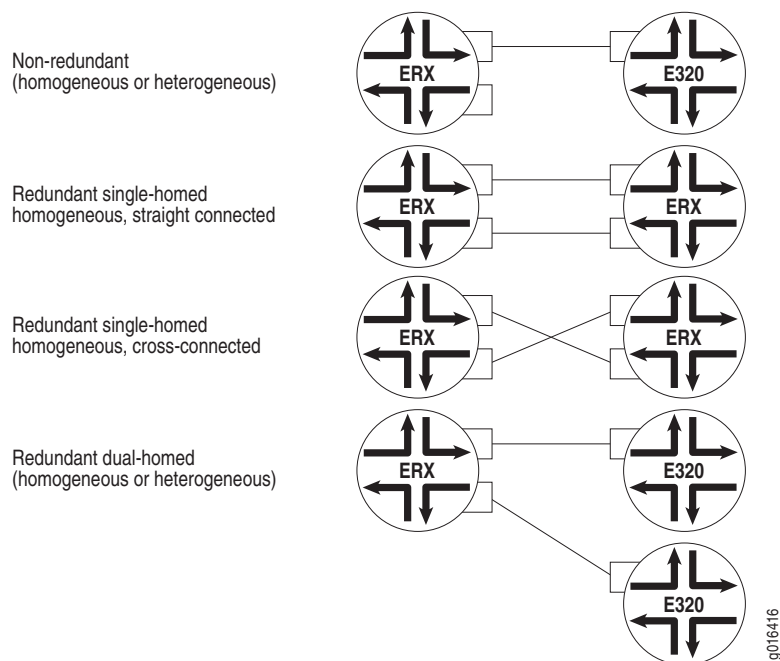 Non-redundant
(homogeneous or heterogeneous)
ERX
E320
Redundant single-homed
homogeneous, straight connected
ERX
ERX
Redundant single-homed
homogeneous, cross-connected
ERX
ERX
Redundant dual-homed
(homogeneous or heterogeneous)
ERX
E320
E320
g016416